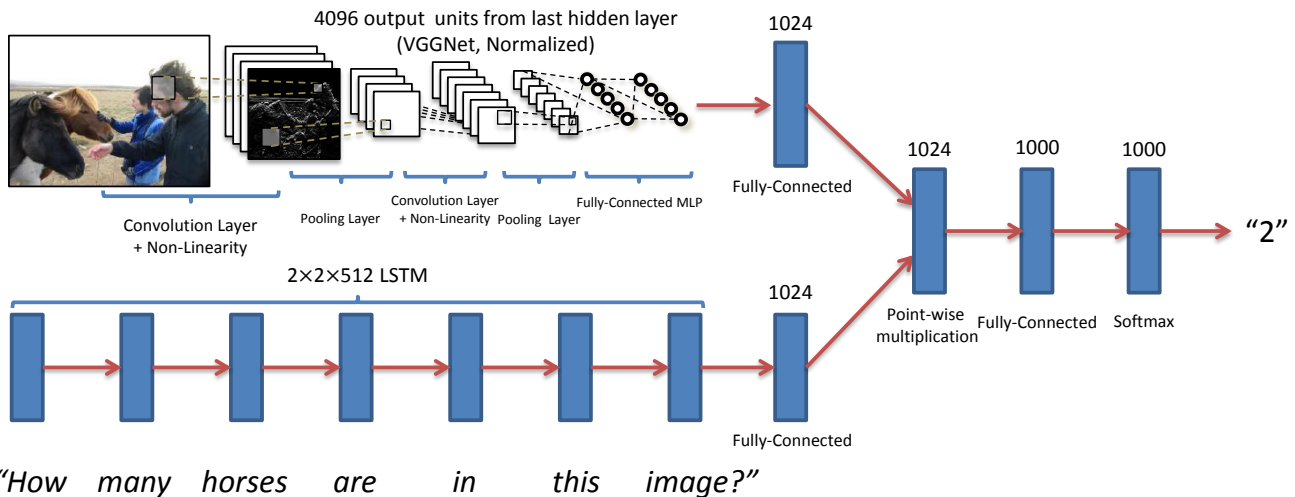 4096 output units from last hidden layer
(VGGNet, Normalized)
1024
Fully-Connected
Convolution Layer
+ Non-Linearity
Pooling Layer
Convolution Layer
+ Non-Linearity
Pooling Layer
Fully-Connected MLP
1024
Point-wise
multiplication
1000
Fully-Connected
1000
Softmax
“2”
2×2×512 LSTM
1024
Fully-Connected
“How many horses are in this image?”